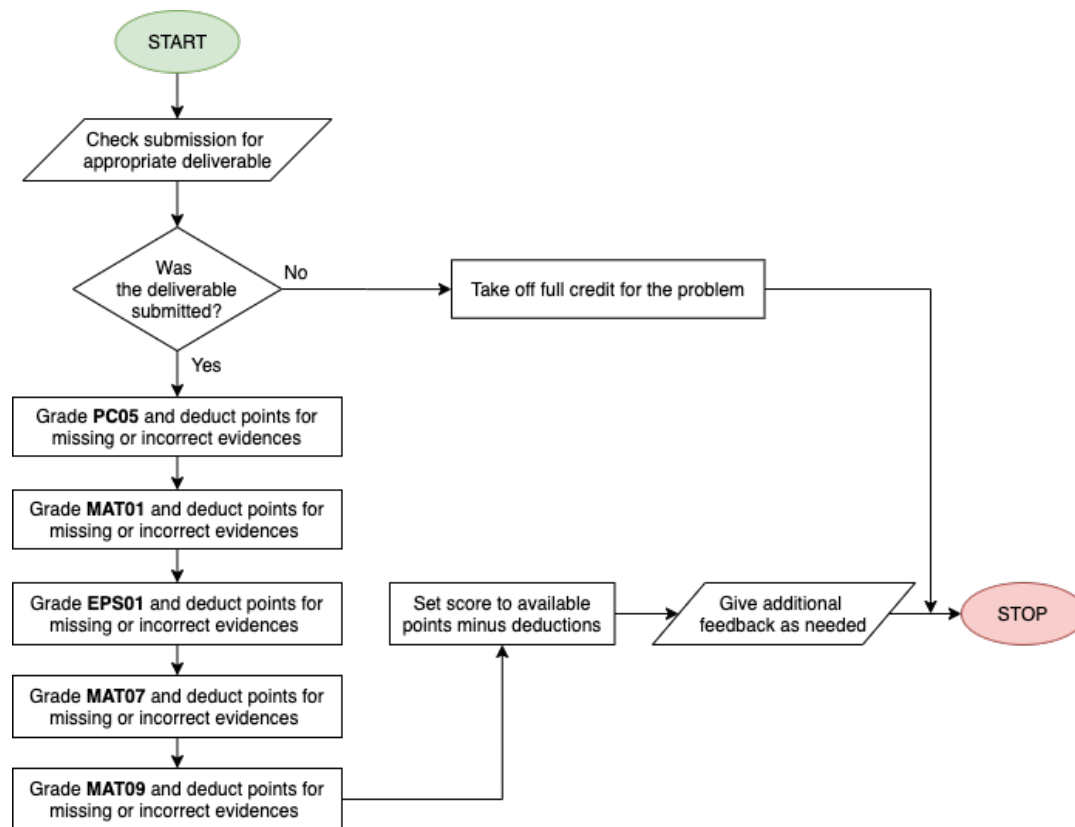 START
Check submission for
appropriate deliverable
Was
the deliverable
submitted?
No
Take off full credit for the problem
Yes
Grade PC05 and deduct points for
missing or incorrect evidences
Grade MAT01 and deduct points for
missing or incorrect evidences
Grade EPS01 and deduct points for
missing or incorrect evidences
Grade MAT07 and deduct points for
missing or incorrect evidences
Grade MAT09 and deduct points for
missing or incorrect evidences
Set score to available
points minus deductions
Give additional
feedback as needed
STOP